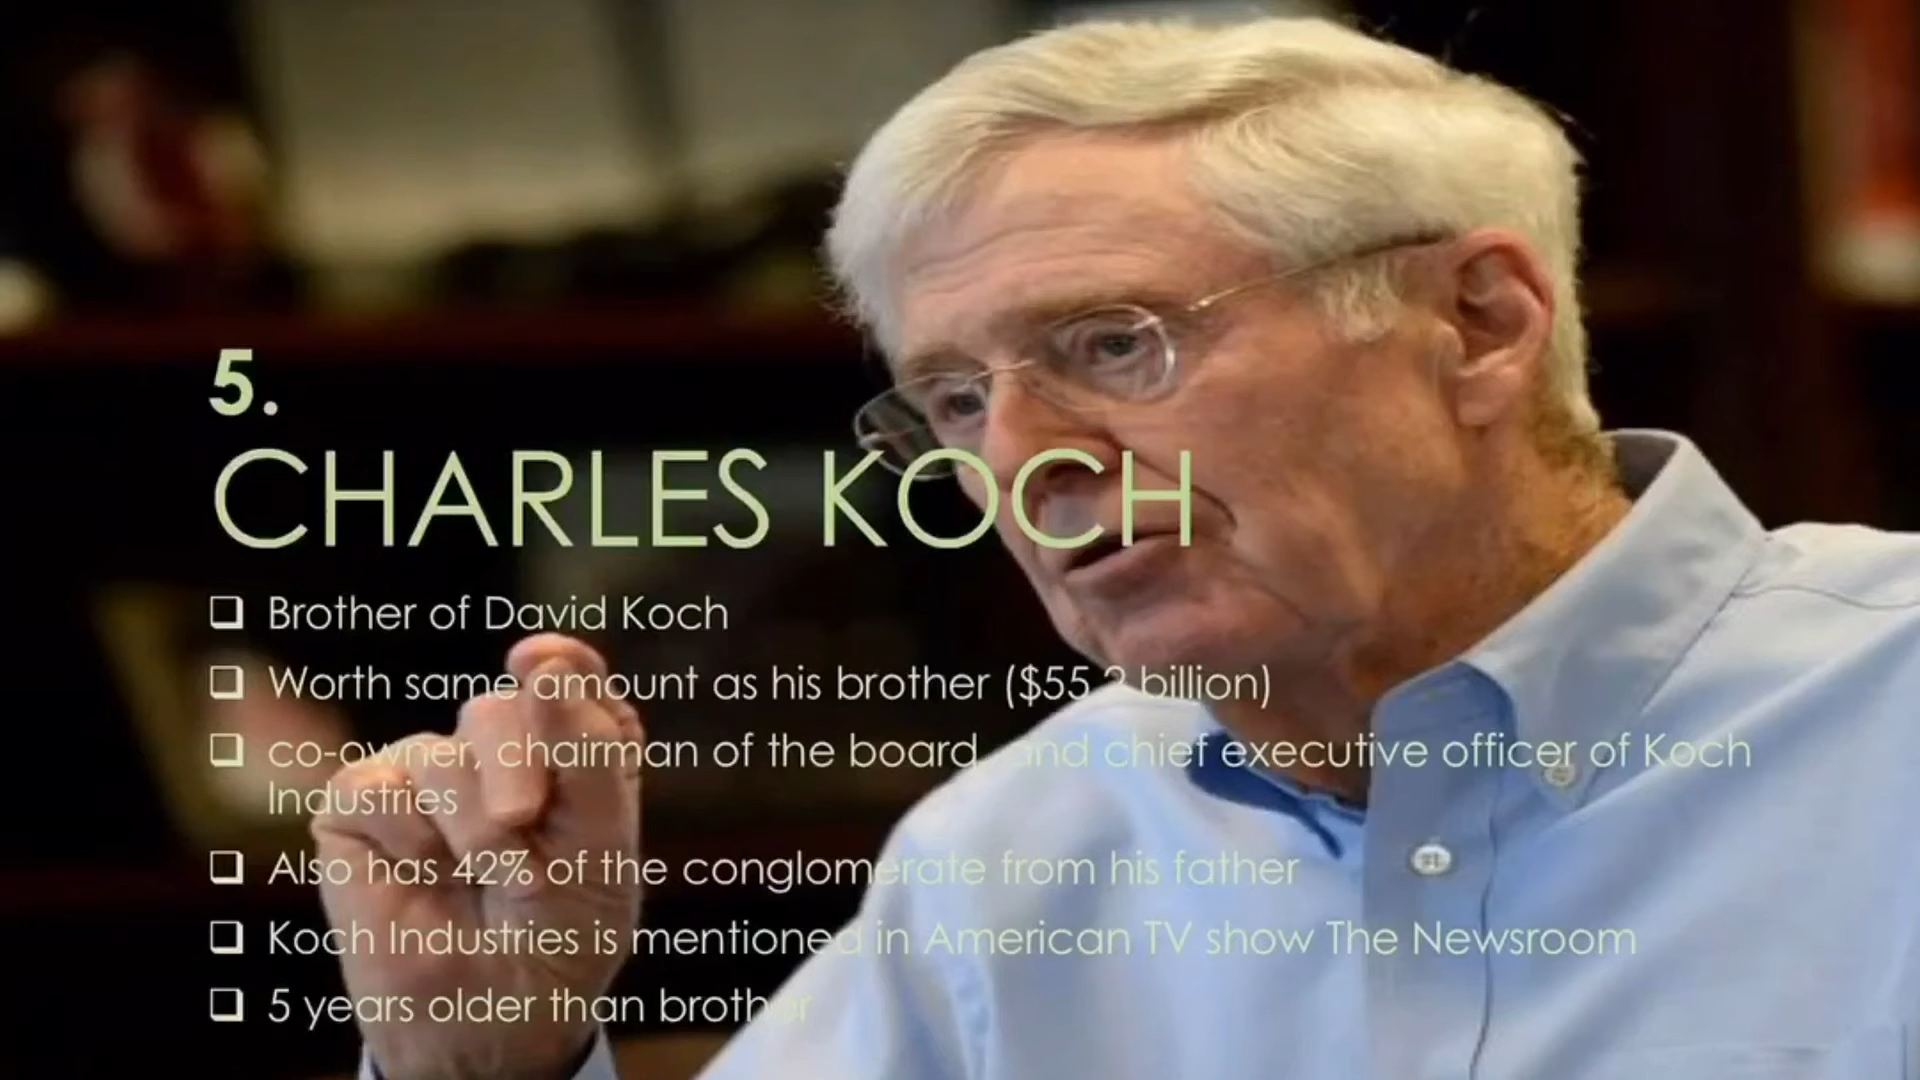 5.
CHARLES KOCH
Brother of David Koch
Worth same amount as his brother ($55.2 billion)
co-owner, chairman of the board, and chief executive officer of Koch
Industries
Also has 42% of the conglomerate from his father
Koch Industries is mentioned in American TV show The Newsroom
5 years older than brother